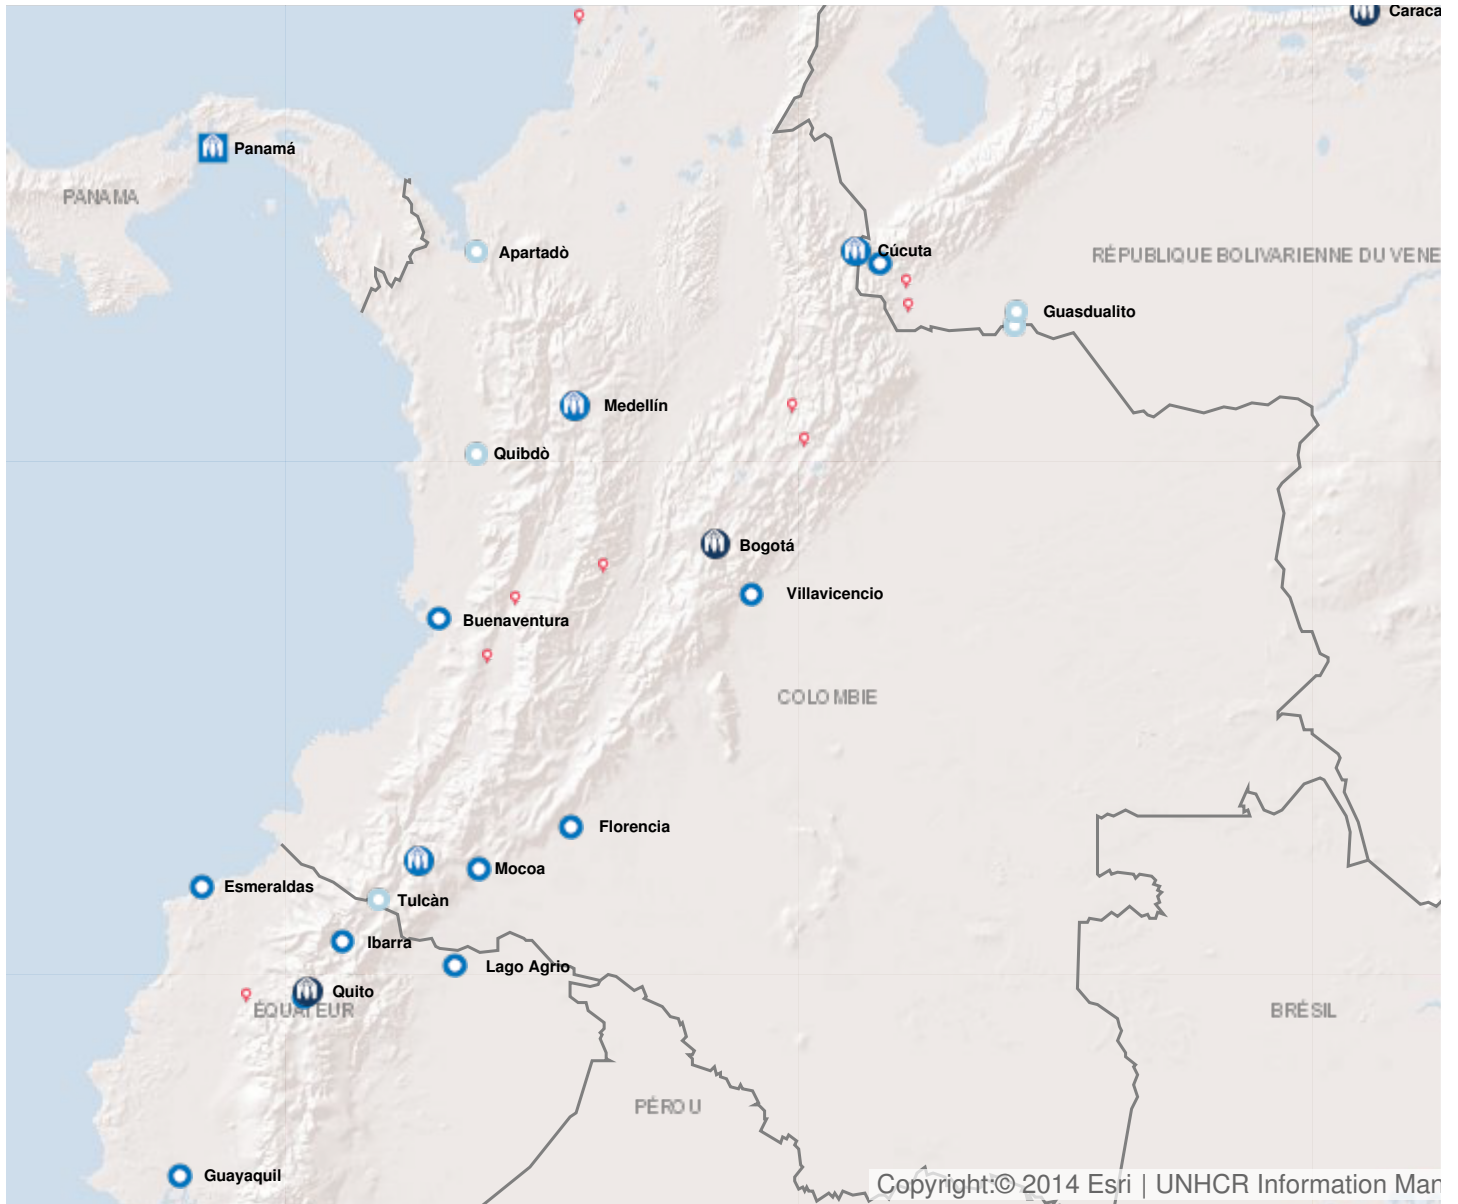 Caraca
Panamá
PANAMA
Apartadò
Cúcuta
RÉPUBLIQUE BOLIVARIENNE DU VENE
Guasdualito
Medellín
Quibdò
Bogotá
Villavicencio
Buenaventura
COLOMBIE
Florencia
Mocoa
Esmeraldas
Tulcàn
Ibarra
Lago Agrio
Quito
ÉQUATEUR
BRÉSIL
PÉROU
Guayaquil
Copyright:© 2014 Esri | UNHCR Information Man